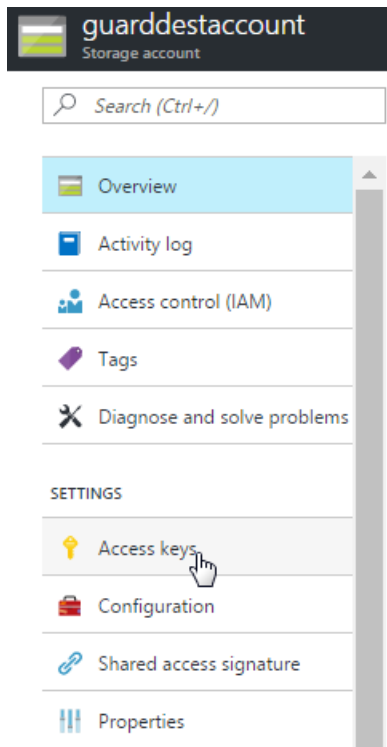 guarddestaccount
Storage account
Search (Ctrl+/)
Overview
Activity log
Access control (IAM)
Tags
Diagnose and solve problems
SETTINGS
Access keys
Configuration
Shared access signature
Properties